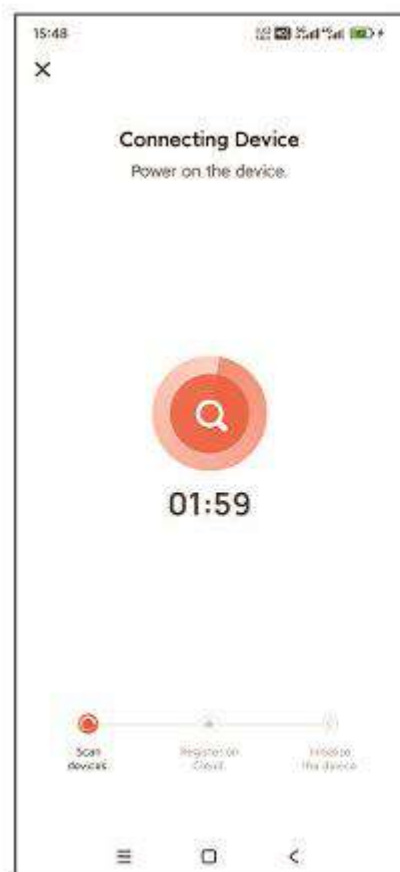 15:48
Connecting Device
Power on the device.
01:59
Scan
devices
Register on
Cloud
Initialize
the device